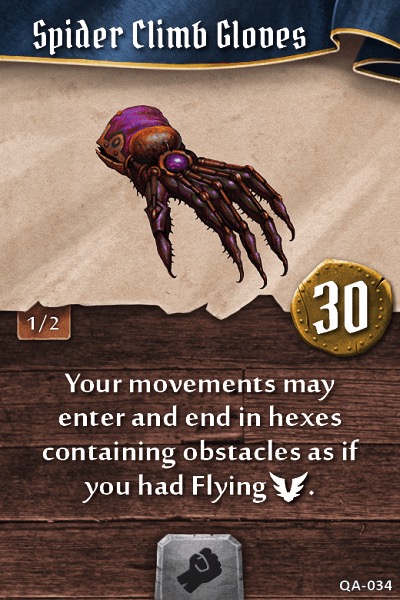 Spider Climb Gloves
1/2
30
Your movements may
enter and end in hexes
containing obstacles as if
you had Flying .
QA-034